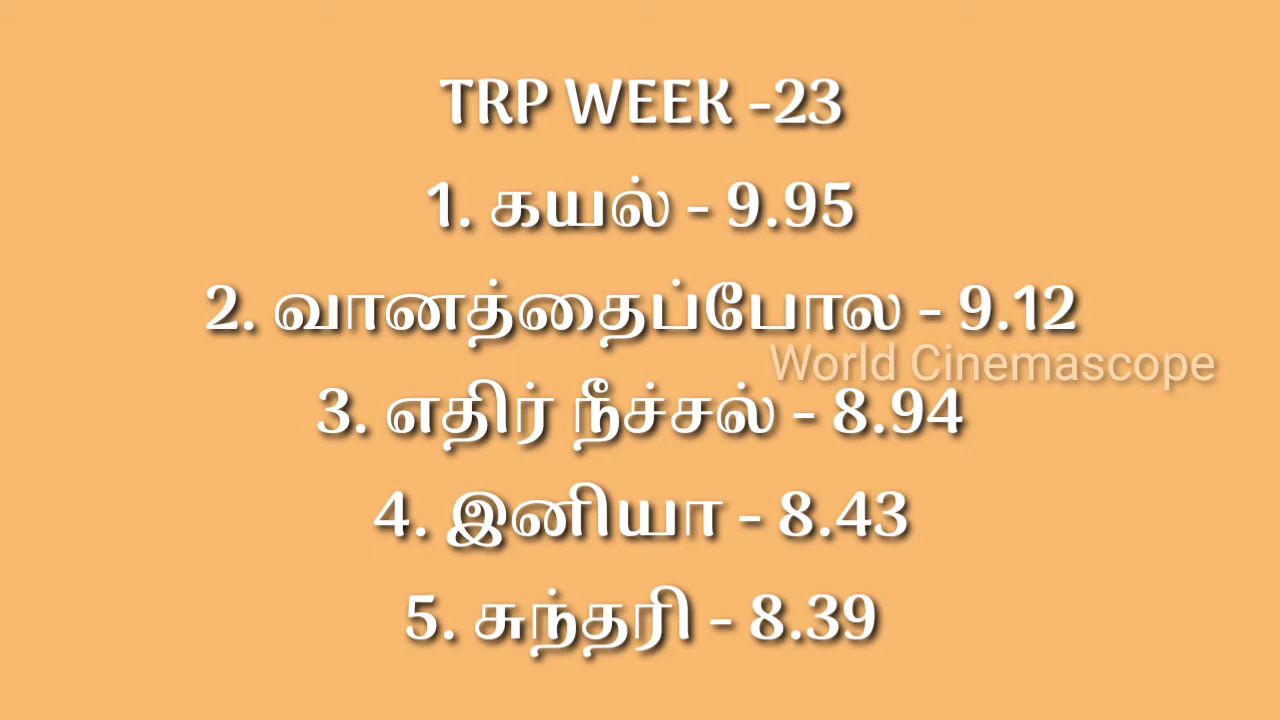 TRP WEEK -23
1. கயல் - 9.95
2. வானத்தைப்போல - 9.12
World Cinemascope
3. எதிர் நீச்சல் - 8.94
4. இனியா - 8.43
5. சுந்தரி - 8.39